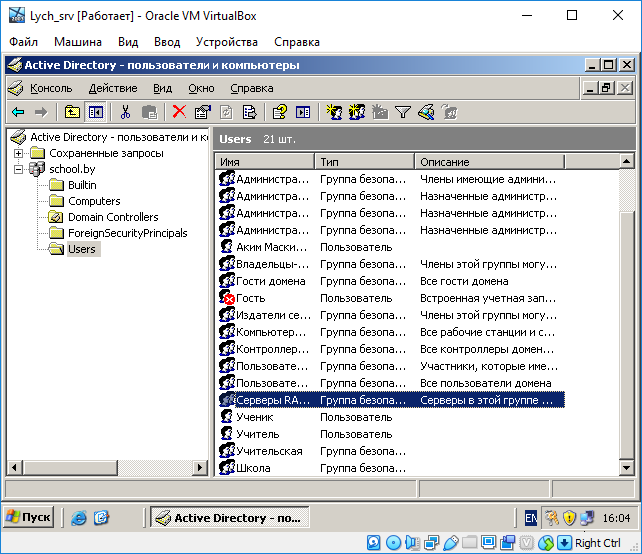 Lych_srv [Работает] - Oracle VM VirtualBox
Файл Машина Вид Ввод Устройства Справка
Active Directory - пользователи и компьютеры
Консоль Действие Вид Окно Справка
Active Directory - пользователи и к
Сохраненные запросы
school.by
Builtin
Computers
Domain Controllers
ForeignSecurityPrincipals
Users
Users 21 шт.
Имя Тип Описание
Администра... Группа безопа... Члены имеющие админи...
Администра... Группа безопа... Назначенные админист...
Администра... Группа безопа... Назначенные админист...
Администра... Группа безопа... Назначенные админист...
Аким Маски... Пользователь
Владельцы-... Группа безопа... Члены этой группы могу...
Гости домена Группа безопа... Все гости домена
Гость Пользователь Встроенная учетная зап...
Издатели се... Группа безопа... Члены этой группы могу...
Компьютер... Группа безопа... Все рабочие станции и с...
Контроллер... Группа безопа... Все контроллеры домен...
Пользовате... Группа безопа... Участники, которые име...
Пользовате... Группа безопа... Все пользователи домена
Серверы RA... Группа безопа... Серверы в этой группе ...
Ученик Пользователь
Учитель Пользователь
Учительская Группа безопа...
Школа Группа безопа...
Пуск Active Directory - по... EN 16:04
Right Ctrl